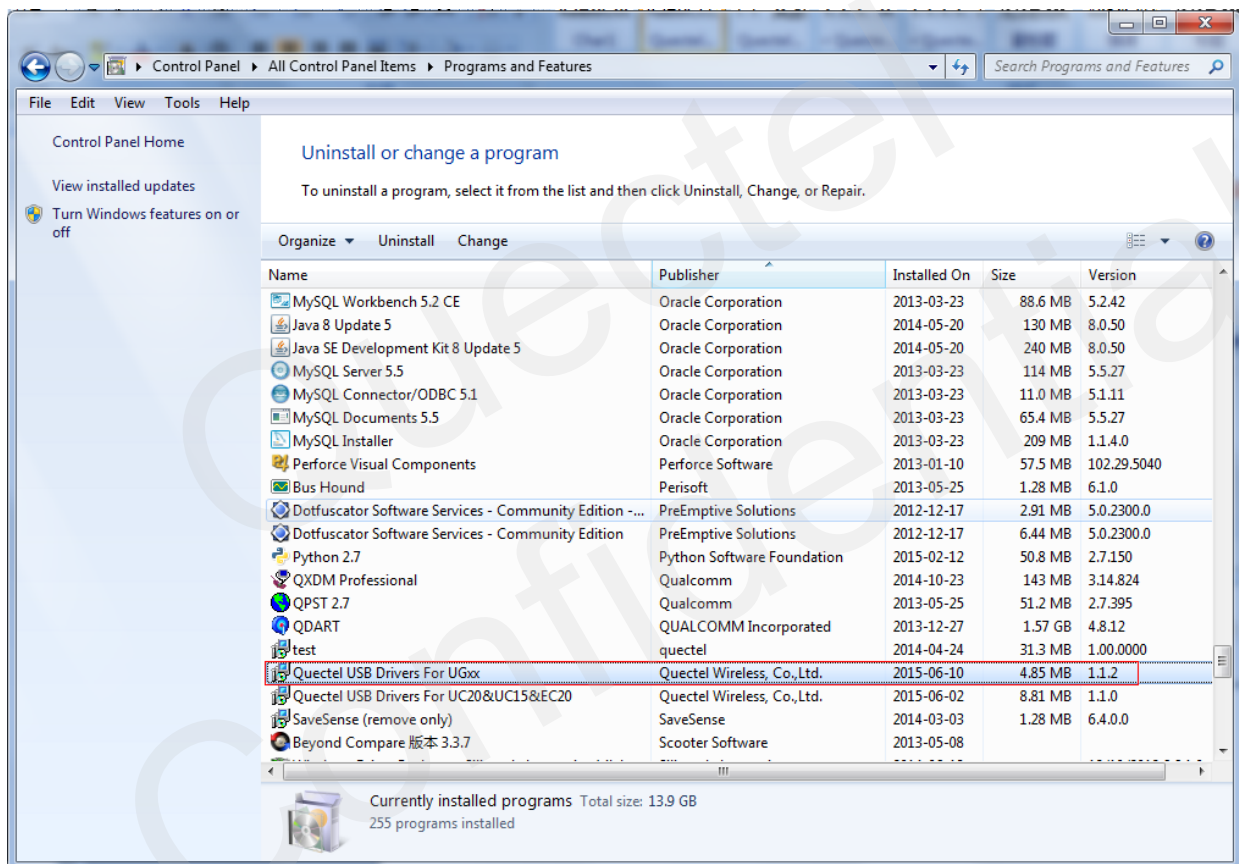 Control Panel ▸ All Control Panel Items ▸ Programs and Features
Search Programs and Features
File Edit View Tools Help
Control Panel Home
View installed updates
Turn Windows features on or
off
Uninstall or change a program
To uninstall a program, select it from the list and then click Uninstall, Change, or Repair.
Organize Uninstall Change
Name Publisher Installed On Size Version
MySQL Workbench 5.2 CE Oracle Corporation 2013-03-23 88.6 MB 5.2.42
Java 8 Update 5 Oracle Corporation 2014-05-20 130 MB 8.0.50
Java SE Development Kit 8 Update 5 Oracle Corporation 2014-05-20 240 MB 8.0.50
MySQL Server 5.5 Oracle Corporation 2013-03-23 114 MB 5.5.27
MySQL Connector/ODBC 5.1 Oracle Corporation 2013-03-23 11.0 MB 5.1.11
MySQL Documents 5.5 Oracle Corporation 2013-03-23 65.4 MB 5.5.27
MySQL Installer Oracle Corporation 2013-03-23 209 MB 1.1.4.0
Perforce Visual Components Perforce Software 2013-01-10 57.5 MB 102.29.5040
Bus Hound Perisoft 2013-05-25 1.28 MB 6.1.0
Dotfuscator Software Services - Community Edition -... PreEmptive Solutions 2012-12-17 2.91 MB 5.0.2300.0
Dotfuscator Software Services - Community Edition PreEmptive Solutions 2012-12-17 6.44 MB 5.0.2300.0
Python 2.7 Python Software Foundation 2015-02-12 50.8 MB 2.7.150
QXDM Professional Qualcomm 2014-10-23 143 MB 3.14.824
QPST 2.7 Qualcomm 2013-05-25 51.2 MB 2.7.395
QDART QUALCOMM Incorporated 2013-12-27 1.57 GB 4.8.12
test quectel 2014-04-24 31.3 MB 1.00.0000
Quectel USB Drivers For UGxx Quectel Wireless, Co.,Ltd. 2015-06-10 4.85 MB 1.1.2
Quectel USB Drivers For UC20&UC15&EC20 Quectel Wireless, Co.,Ltd. 2015-06-02 8.81 MB 1.1.0
SaveSense (remove only) SaveSense 2014-03-03 1.28 MB 6.4.0.0
Beyond Compare 版本 3.3.7 Scooter Software 2013-05-08
Currently installed programs Total size: 13.9 GB
255 programs installed
Quectel
Confidential